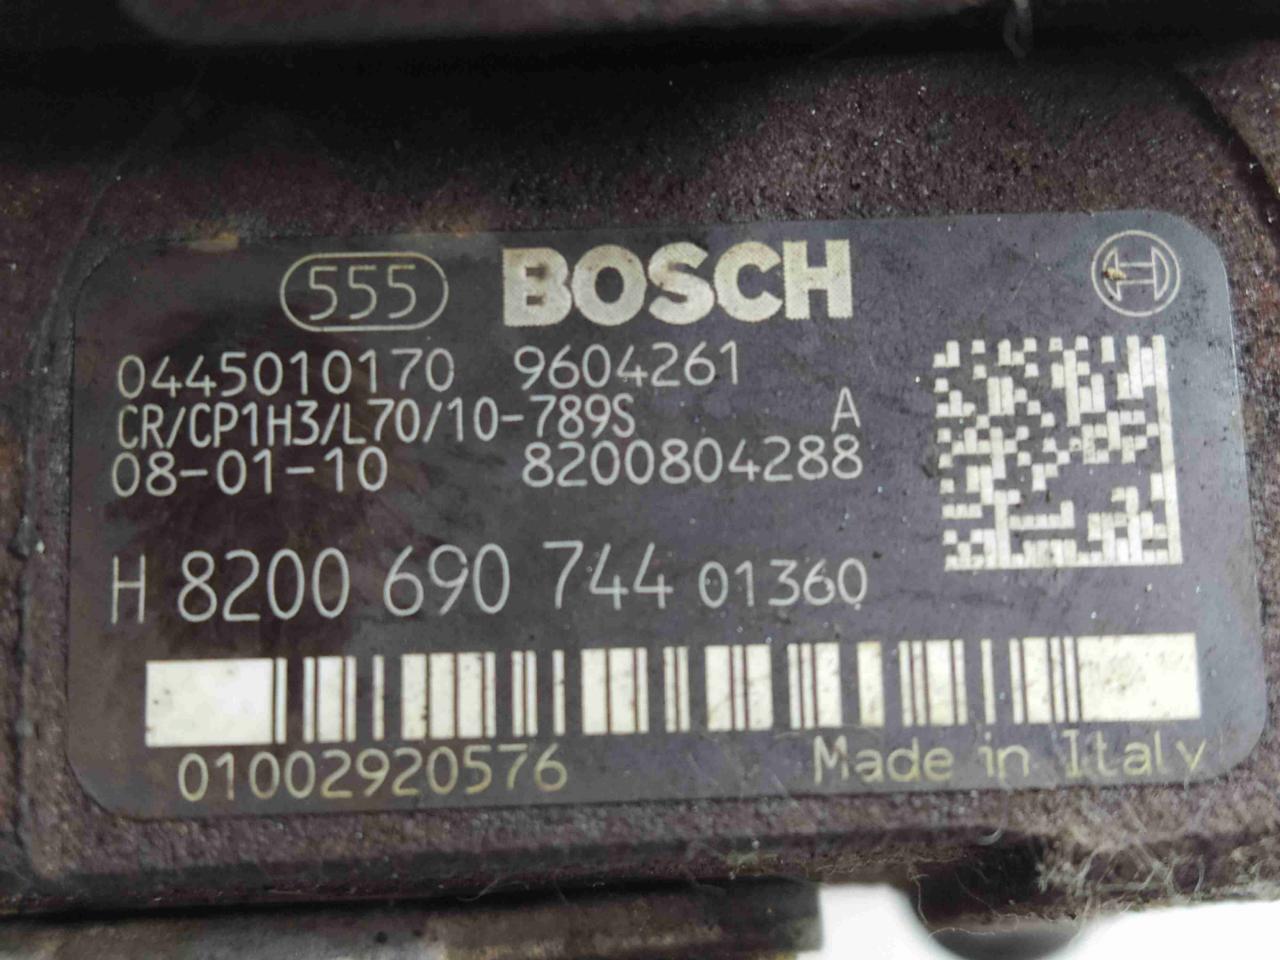 555 BOSCH
0445010170 9604261
CR/CP1H3/L70/10-789S A
08-01-10 8200804288
H 8200 690 744 01360
01002920576 Made in Italy